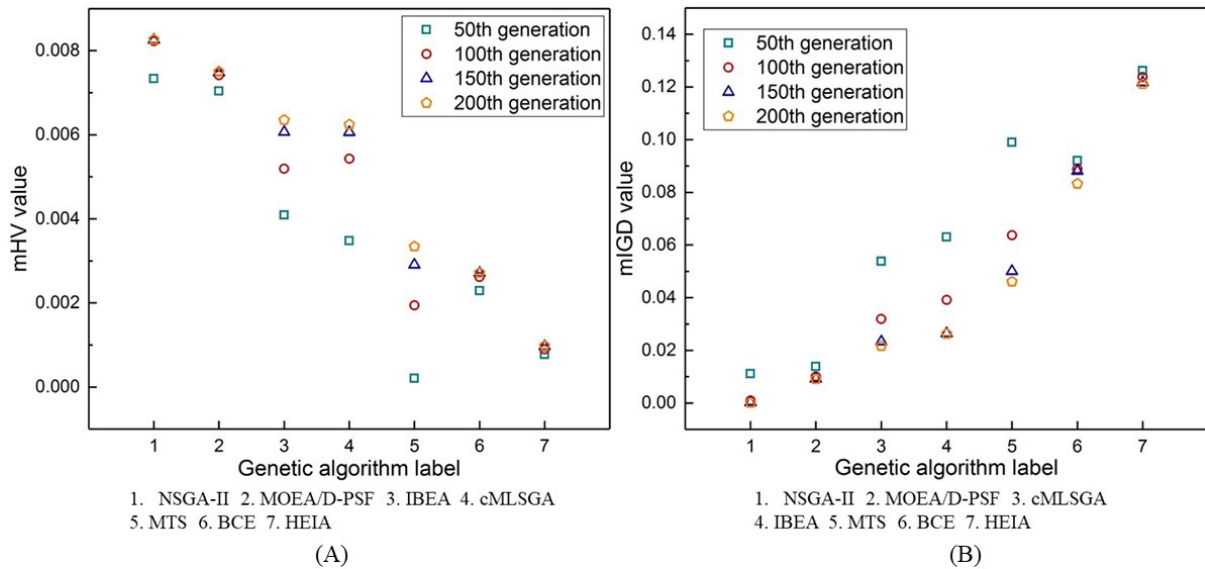 mHV value
0.008
0.006
0.004
0.002
0.000
50th generation
100th generation
150th generation
200th generation
1 2 3 4 5 6 7
Genetic algorithm label
1. NSGA-II 2. MOEA/D-PSF 3. IBEA 4. cMLSGA
5. MTS 6. BCE 7. HEIA
(A)
mIGD value
0.14
0.12
0.10
0.08
0.06
0.04
0.02
0.00
50th generation
100th generation
150th generation
200th generation
1 2 3 4 5 6 7
Genetic algorithm label
1. NSGA-II 2. MOEA/D-PSF 3. cMLSGA
4. IBEA 5. MTS 6. BCE 7. HEIA
(B)